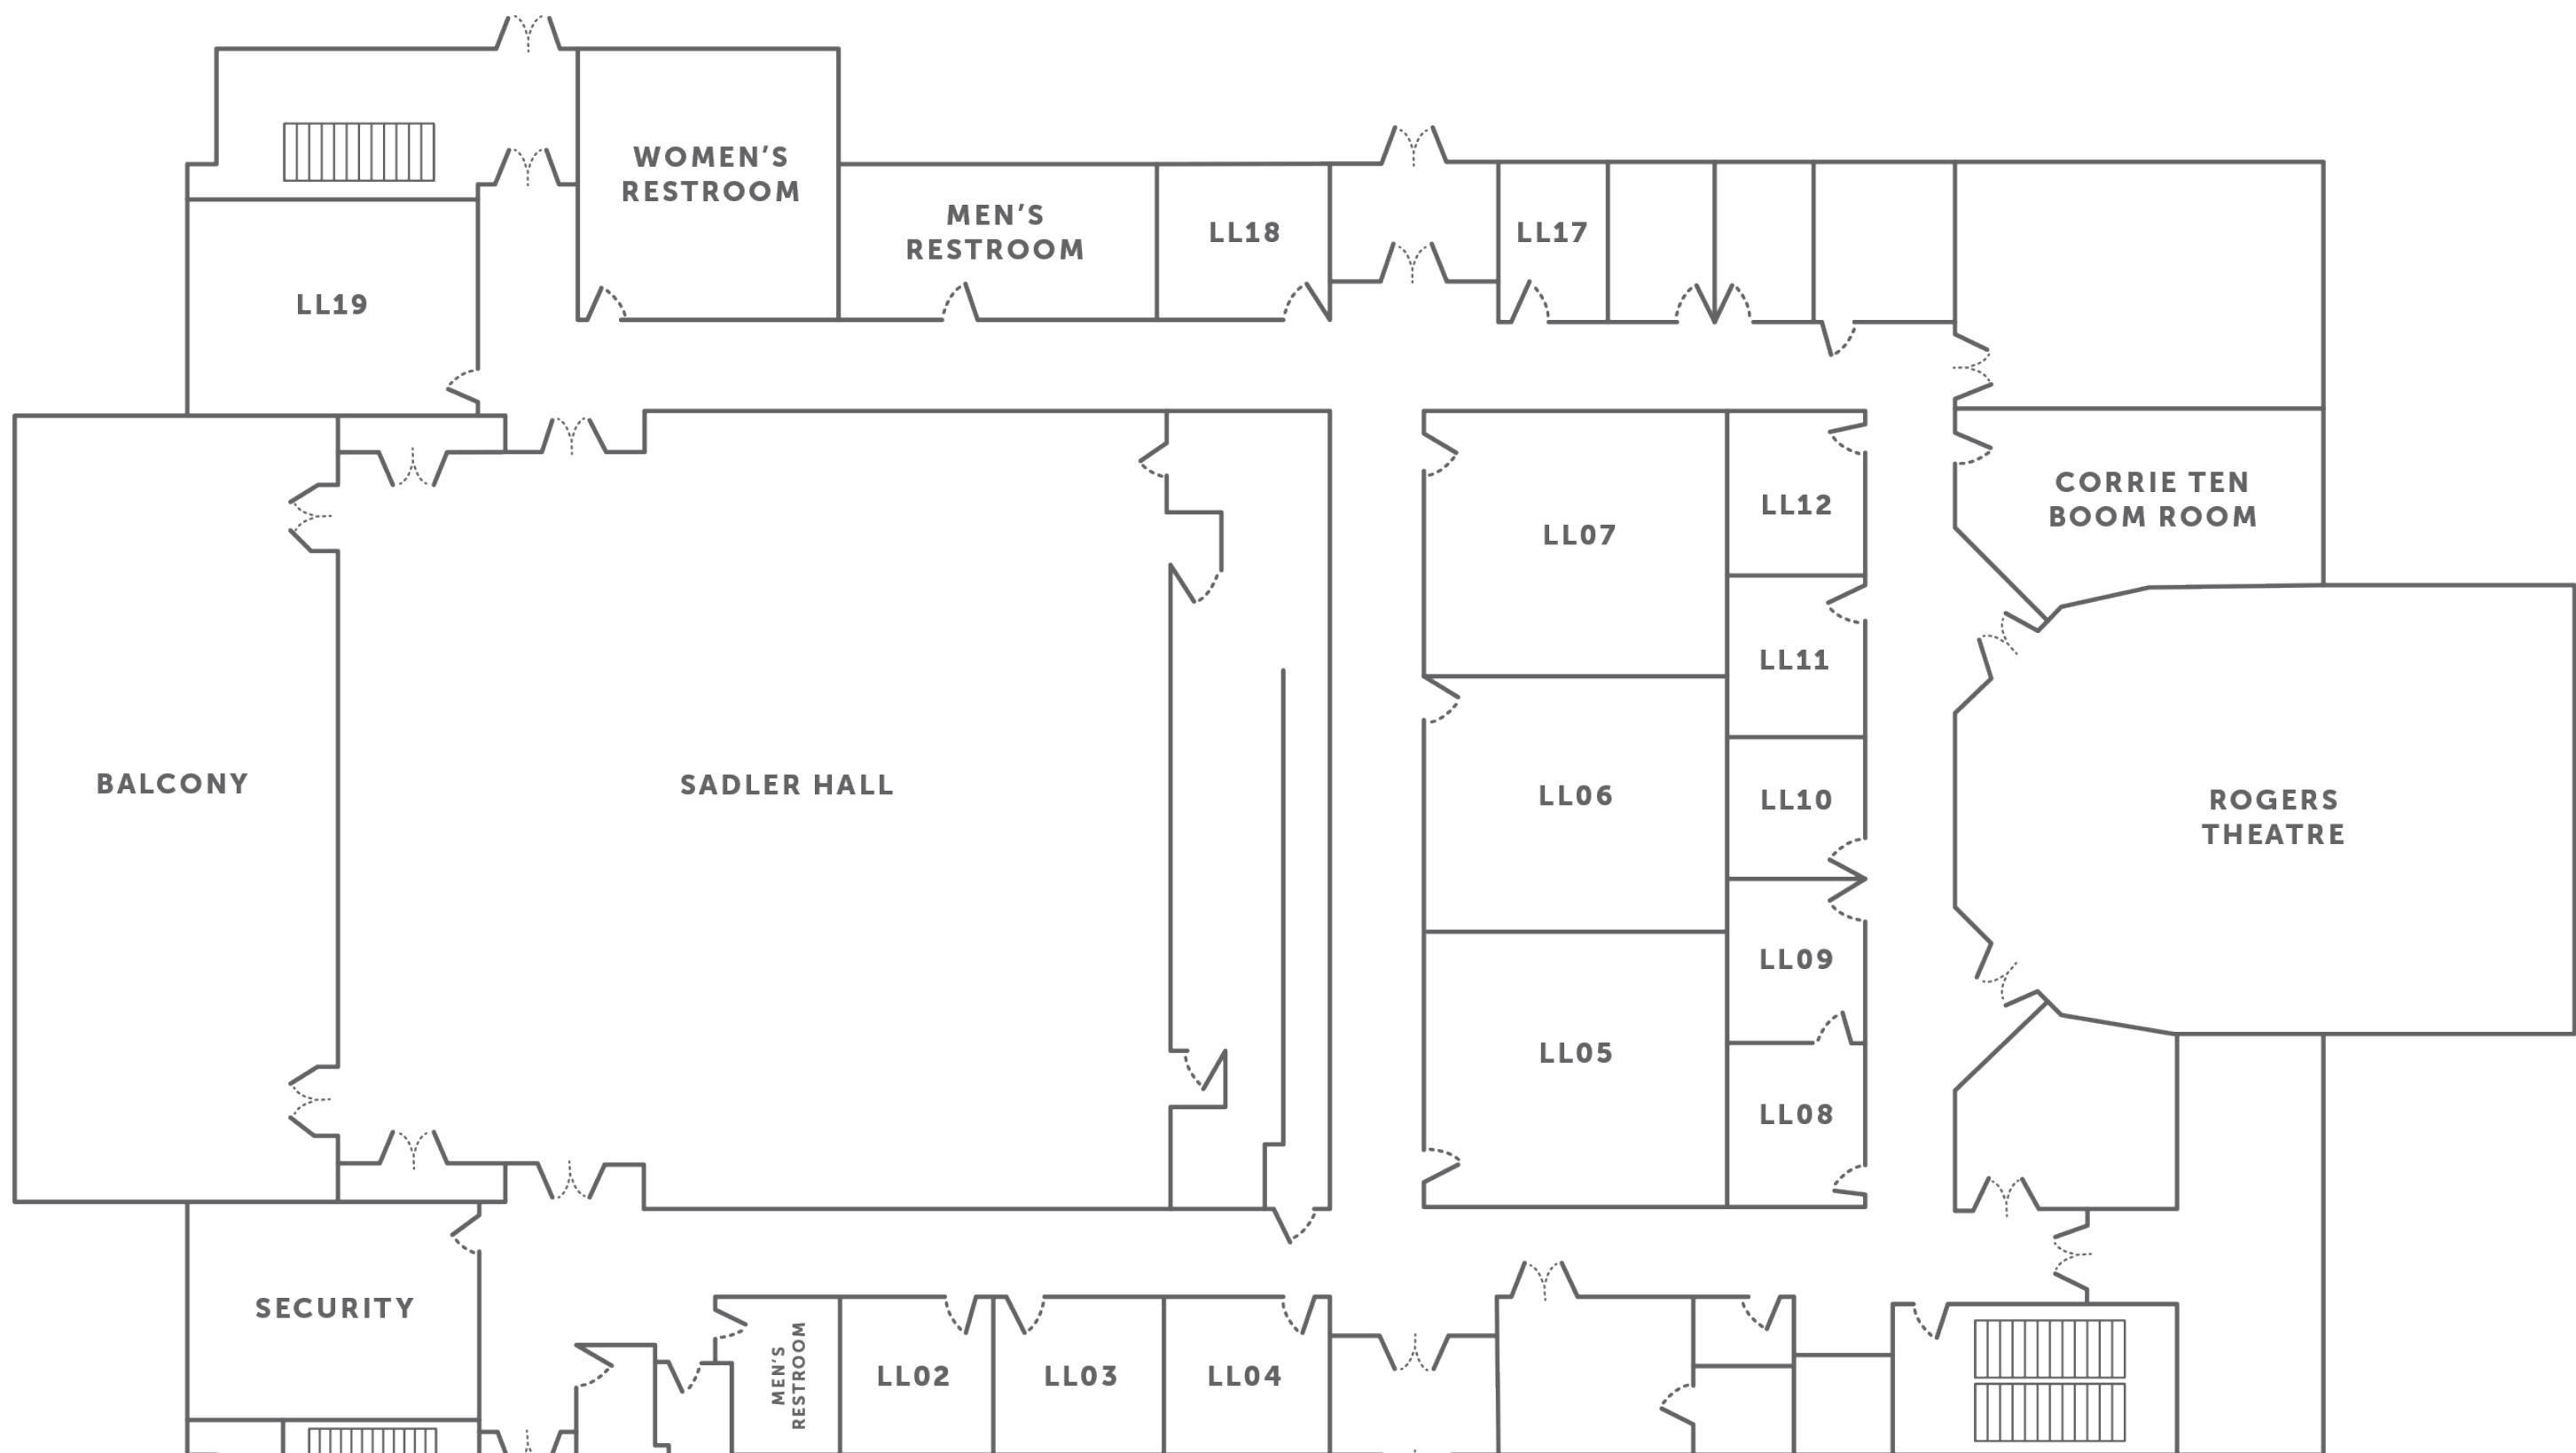 WOMEN’S
RESTROOM
MEN’S
RESTROOM
LL18
LL17
LL19
CORRIE TEN
BOOM ROOM
LL12
LL07
LL11
BALCONY
SADLER HALL
LL06
LL10
ROGERS
THEATRE
LL09
LL05
LL08
SECURITY
MEN’S
RESTROOM
LL02
LL03
LL04